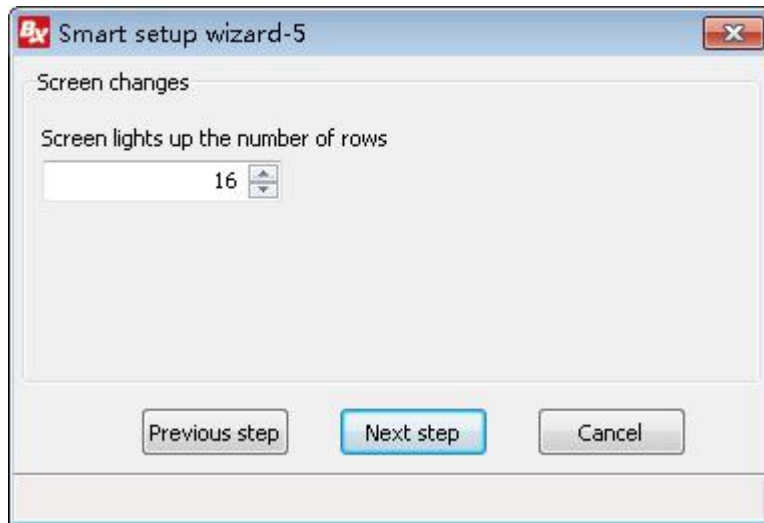 BX Smart setup wizard-5
Screen changes
Screen lights up the number of rows
16
Previous step Next step Cancel